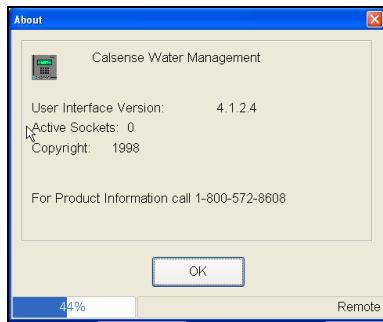 About
Calsense Water Management
User Interface Version: 4.1.2.4
Active Sockets: 0
Copyright: 1998
For Product Information call 1-800-572-8608
OK
44% Remote